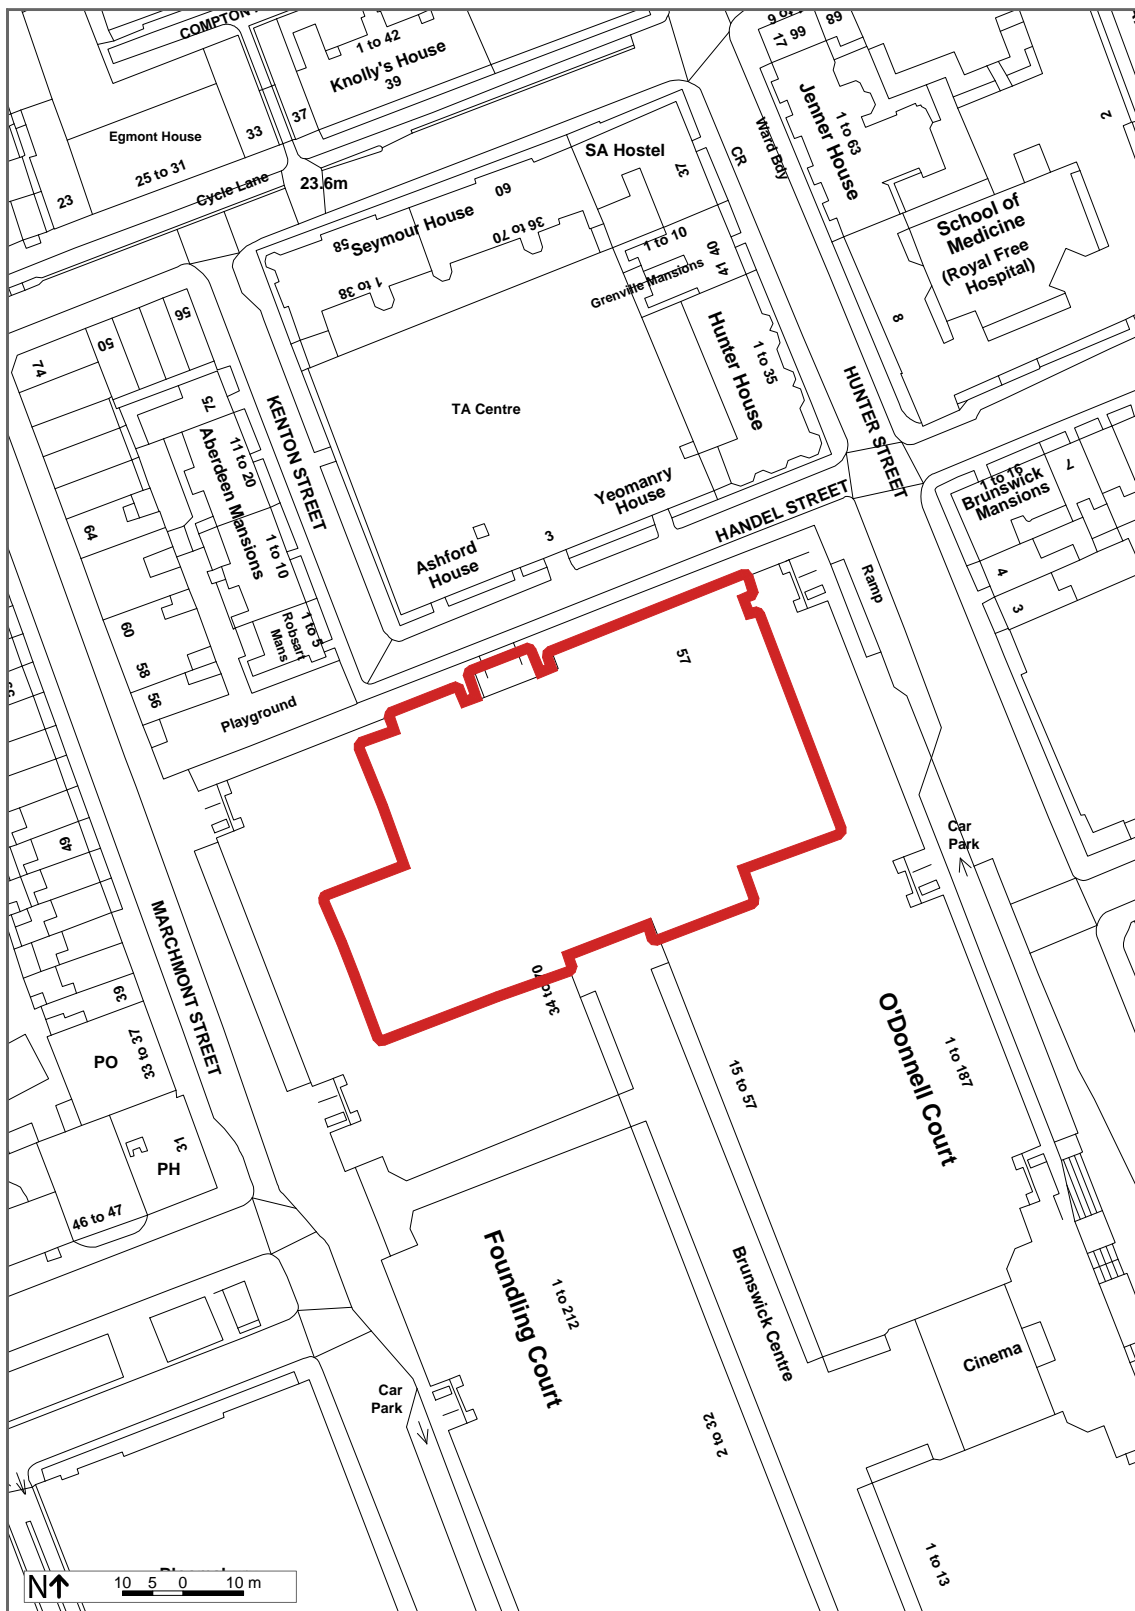 COMPTON
1 to 42
Knolly's House
39
37
33
Egmont House
25 to 31
23
Cycle Lane
23.6m
17
99
68
Jenner House
1 to 63
2
Ward Bdy
CR
SA Hostel
37
60
Seymour House
58
36 to 70
1 to 38
1 to 10
40
41
Grenville Mansions
School of
Medicine
(Royal Free
Hospital)
8
56
50
74
75
Aberdeen Mansions
11 to 20
1 to 10
KENTON STREET
TA Centre
Hunter House
1 to 35
HUNTER STREET
Yeomanry
House
HANDEL STREET
1 to 16
Brunswick
Mansions
7
64
3
Ashford
House
4
3
Ramp
60
58
56
1 to 5
Robsart
Mans
Playground
57
49
MARCHMONT STREET
Car
Park
39
33 to 37
PO
34 to 70
O'Donnell Court
1 to 187
15 to 57
31
PH
46 to 47
Foundling Court
1 to 212
Brunswick Centre
Cinema
Car
Park
2 to 32
1 to 13
N
10 5 0 10 m